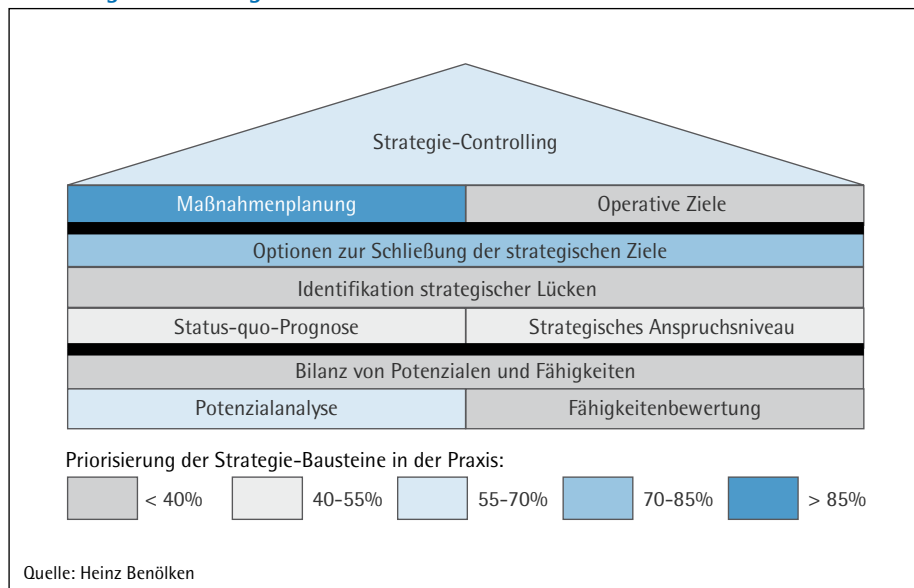 Strategie-Controlling
Maßnahmenplanung Operative Ziele
Optionen zur Schließung der strategischen Ziele
Identifikation strategischer Lücken
Status-quo-Prognose Strategisches Anspruchsniveau
Bilanz von Potenzialen und Fähigkeiten
Potenzialanalyse Fähigkeitenbewertung
Priorisierung der Strategie-Bausteine in der Praxis:
< 40% 40-55% 55-70% 70-85% > 85%
Quelle: Heinz Benölken